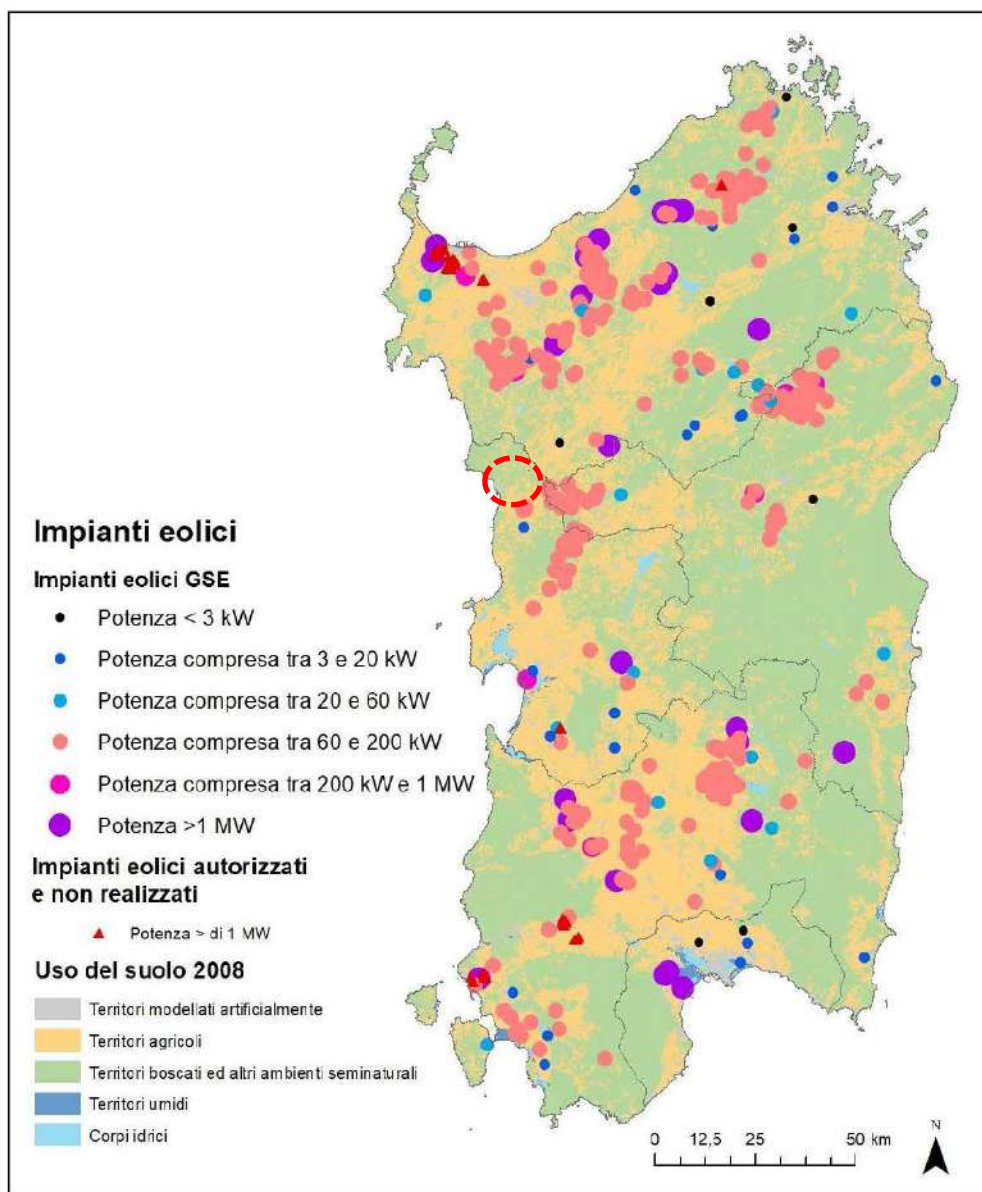 Impianti eolici
Impianti eolici GSE
Potenza < 3 kW
Potenza compresa tra 3 e 20 kW
Potenza compresa tra 20 e 60 kW
Potenza compresa tra 60 e 200 kW
Potenza compresa tra 200 kW e 1 MW
Potenza >1 MW
Impianti eolici autorizzati
e non realizzati
Potenza > di 1 MW
Uso del suolo 2008
Territori modellati artificialmente
Territori agricoli
Territori boscati ed altri ambienti seminaturali
Territori umidi
Corpi idrici
1
N
0 12,5 25 50 km